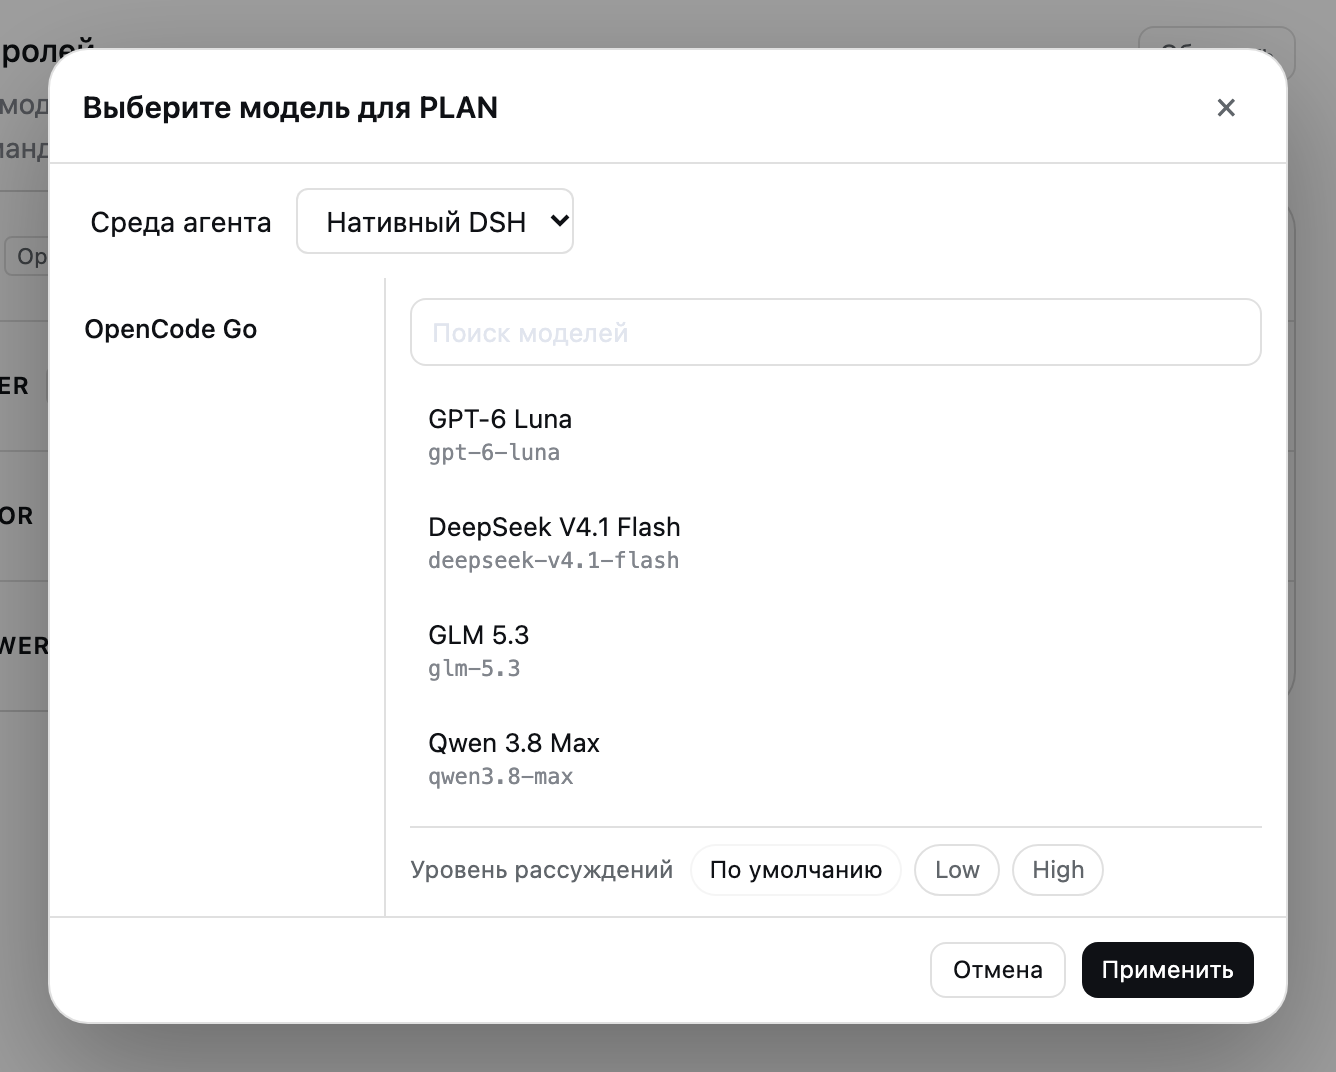 Выберите модель для PLAN
Среда агента
Нативный DSH
OpenCode Go
Поиск моделей
GPT-6 Luna
gpt-6-luna
DeepSeek V4.1 Flash
deepseek-v4.1-flash
GLM 5.3
glm-5.3
Qwen 3.8 Max
qwen3.8-max
Уровень рассуждений
По умолчанию
Low
High
Отмена
Применить